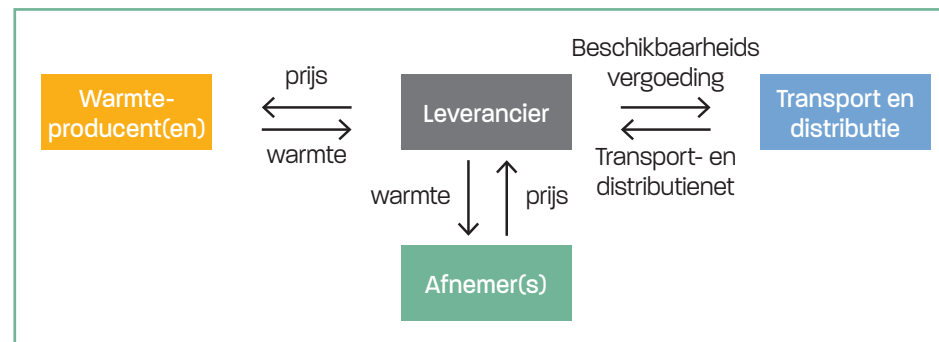 Beschikbaarheids
vergoeding
prijs
Warmte-
producent(en)
Leverancier
Transport en
distributie
warmte
Transport- en
distributienet
warmte
prijs
Afnemer(s)